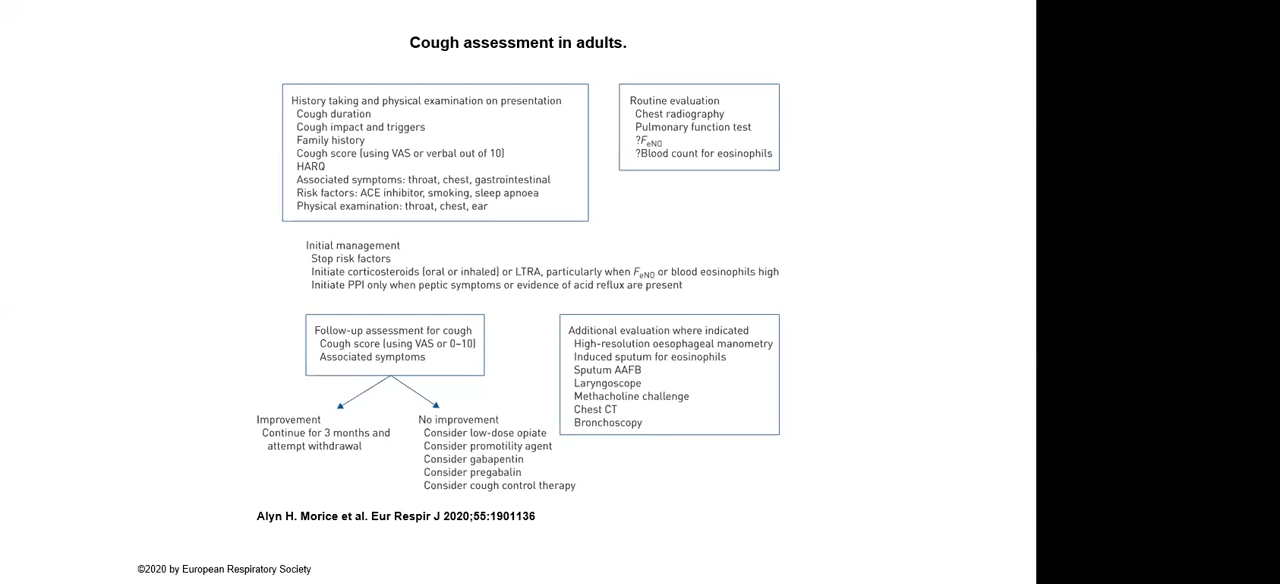 Cough assessment in adults.
History taking and physical examination on presentation
Cough duration
Cough impact and triggers
Family history
Cough score (using VAS or verbal out of 10)
HARQ
Associated symptoms: throat, chest, gastrointestinal
Risk factors: ACE inhibitor, smoking, sleep apnoea
Physical examination: throat, chest, ear
Routine evaluation
Chest radiography
Pulmonary function test
?FeNO
?Blood count for eosinophils
Initial management
Stop risk factors
Initiate corticosteroids (oral or inhaled) or LTRA, particularly when FeNO or blood eosinophils high
Initiate PPI only when peptic symptoms or evidence of acid reflux are present
Follow-up assessment for cough
Cough score (using VAS or 0–10)
Associated symptoms
Additional evaluation where indicated
High-resolution oesophageal manometry
Induced sputum for eosinophils
Sputum AAFB
Laryngoscope
Methacholine challenge
Chest CT
Bronchoscopy
Improvement
Continue for 3 months and
attempt withdrawal
No improvement
Consider low-dose opiate
Consider promotility agent
Consider gabapentin
Consider pregabalin
Consider cough control therapy
Alyn H. Morice et al. Eur Respir J 2020;55:1901136
©2020 by European Respiratory Society